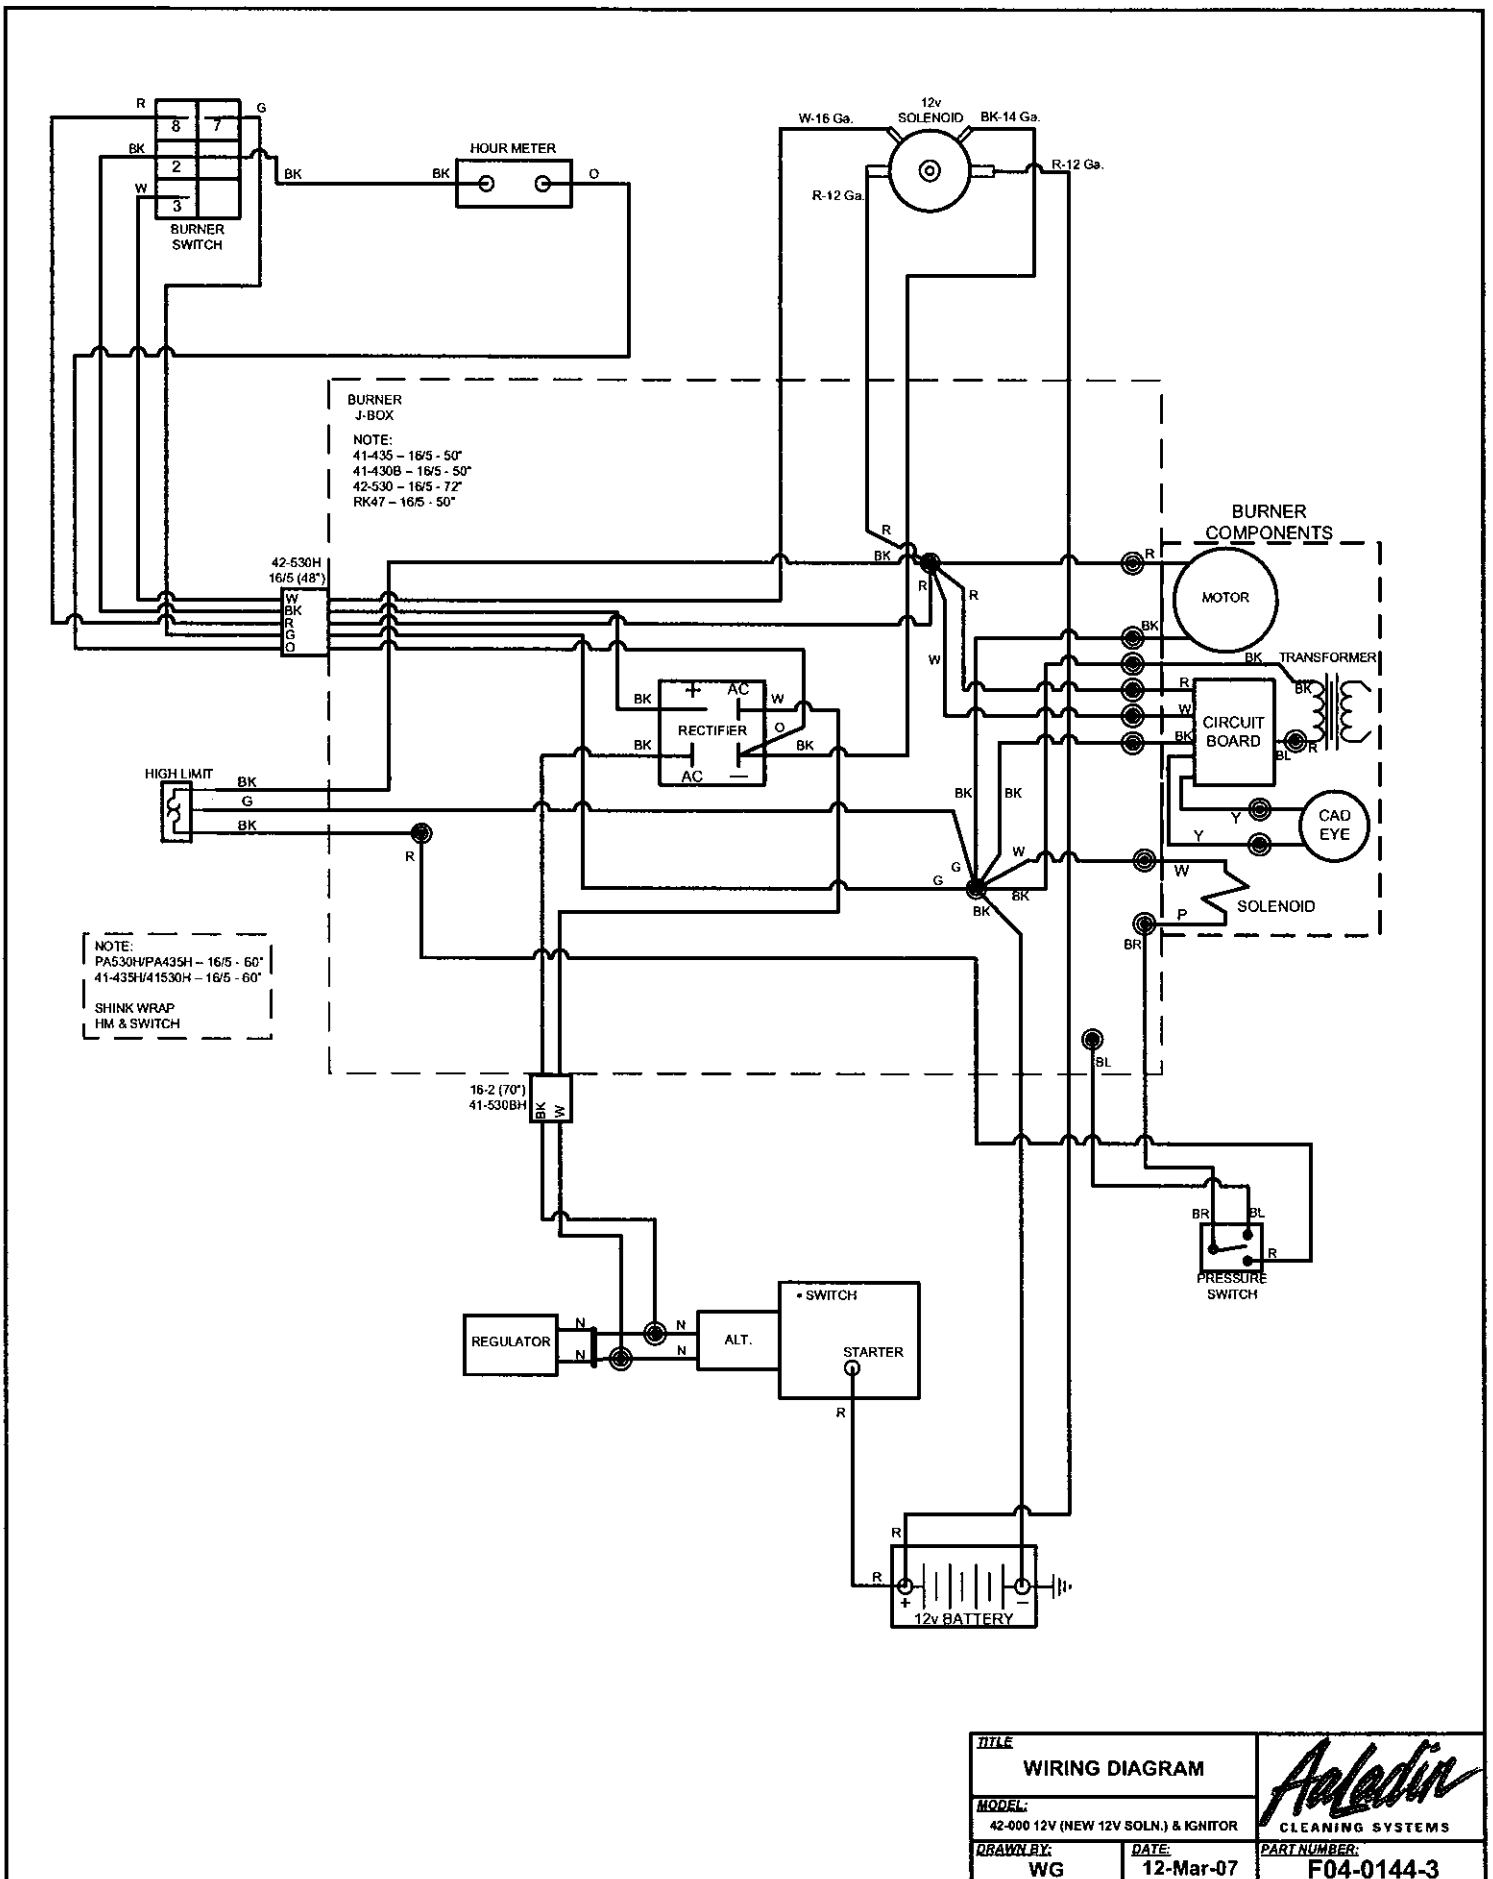 R
G
8 7
BK
2
W
3
BURNER
SWITCH
BK
HOUR METER
BK
O
12v
SOLENOID
W-16 Ga.
BK-14 Ga.
R-12 Ga.
R-12 Ga.
BURNER
J-BOX
NOTE:
41-435 – 16/5 - 50"
41-430B – 16/5 - 50"
42-530 – 16/5 - 72"
RK47 – 16/5 - 50"
BURNER
COMPONENTS
42-530H
16/5 (48")
W
BK
R
G
O
R
BK
R
R
W
R
MOTOR
BK
BK
TRANSFORMER
BK
R
W
BK
CIRCUIT
BOARD
BL
R
BK
+
AC
W
RECTIFIER
O
BK
AC
—
BK
HIGH LIMIT
BK
G
BK
R
BK
BK
Y
Y
CAD
EYE
G
W
G
BK
BK
W
SOLENOID
P
BR
NOTE:
PA530H/PA435H – 16/5 - 60"
41-435H/41530H – 16/5 - 60"
SHINK WRAP
HM & SWITCH
BL
16-2 (70")
41-530BH
BK
W
BR
BL
R
PRESSURE
SWITCH
REGULATOR
N
N
N
N
ALT.
• SWITCH
STARTER
R
R
R
+
–
12v BATTERY
TITLE
WIRING DIAGRAM
MODEL:
42-000 12V (NEW 12V SOLN.) & IGNITOR
DRAWN BY:
WG
DATE:
12-Mar-07
AaLadin
CLEANING SYSTEMS
PART NUMBER:
F04-0144-3